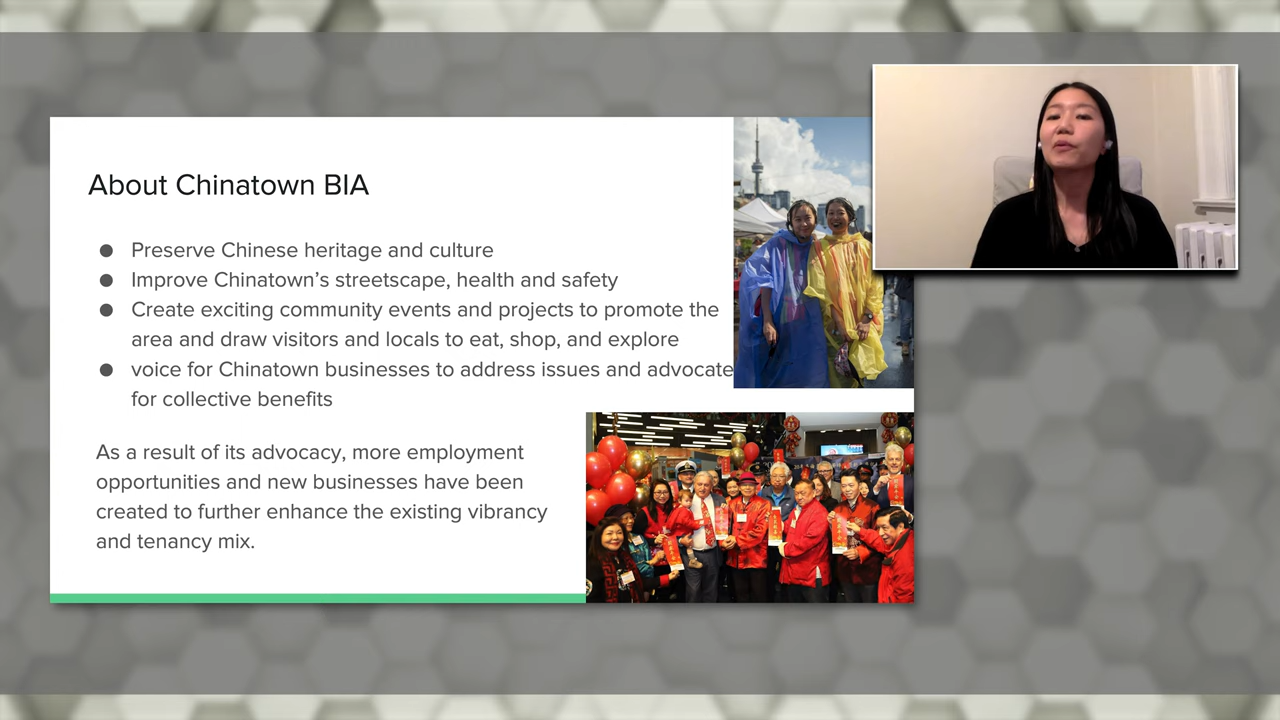 About Chinatown BIA
● Preserve Chinese heritage and culture
● Improve Chinatown’s streetscape, health and safety
● Create exciting community events and projects to promote the
area and draw visitors and locals to eat, shop, and explore
● voice for Chinatown businesses to address issues and advocate
for collective benefits
As a result of its advocacy, more employment
opportunities and new businesses have been
created to further enhance the existing vibrancy
and tenancy mix.